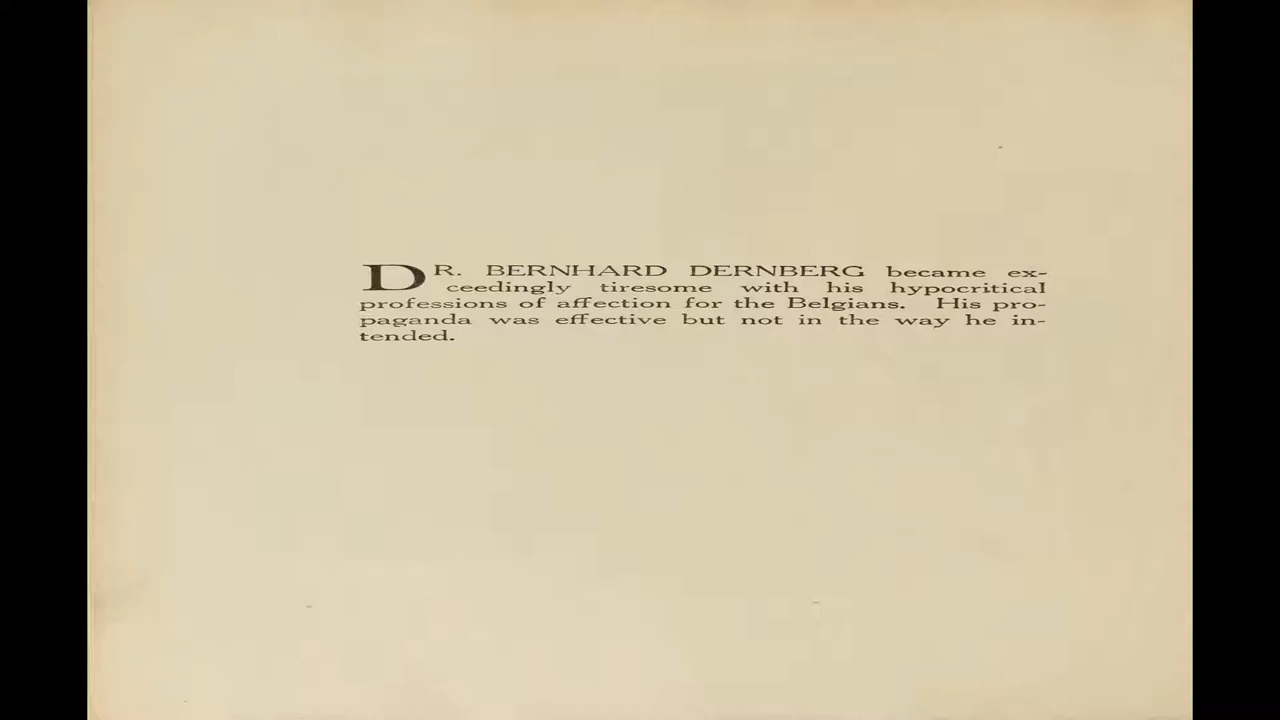 DR. BERNHARD DERNBERG became ex-
ceedingly tiresome with his hypocritical
professions of affection for the Belgians. His pro-
paganda was effective but not in the way he in-
tended.